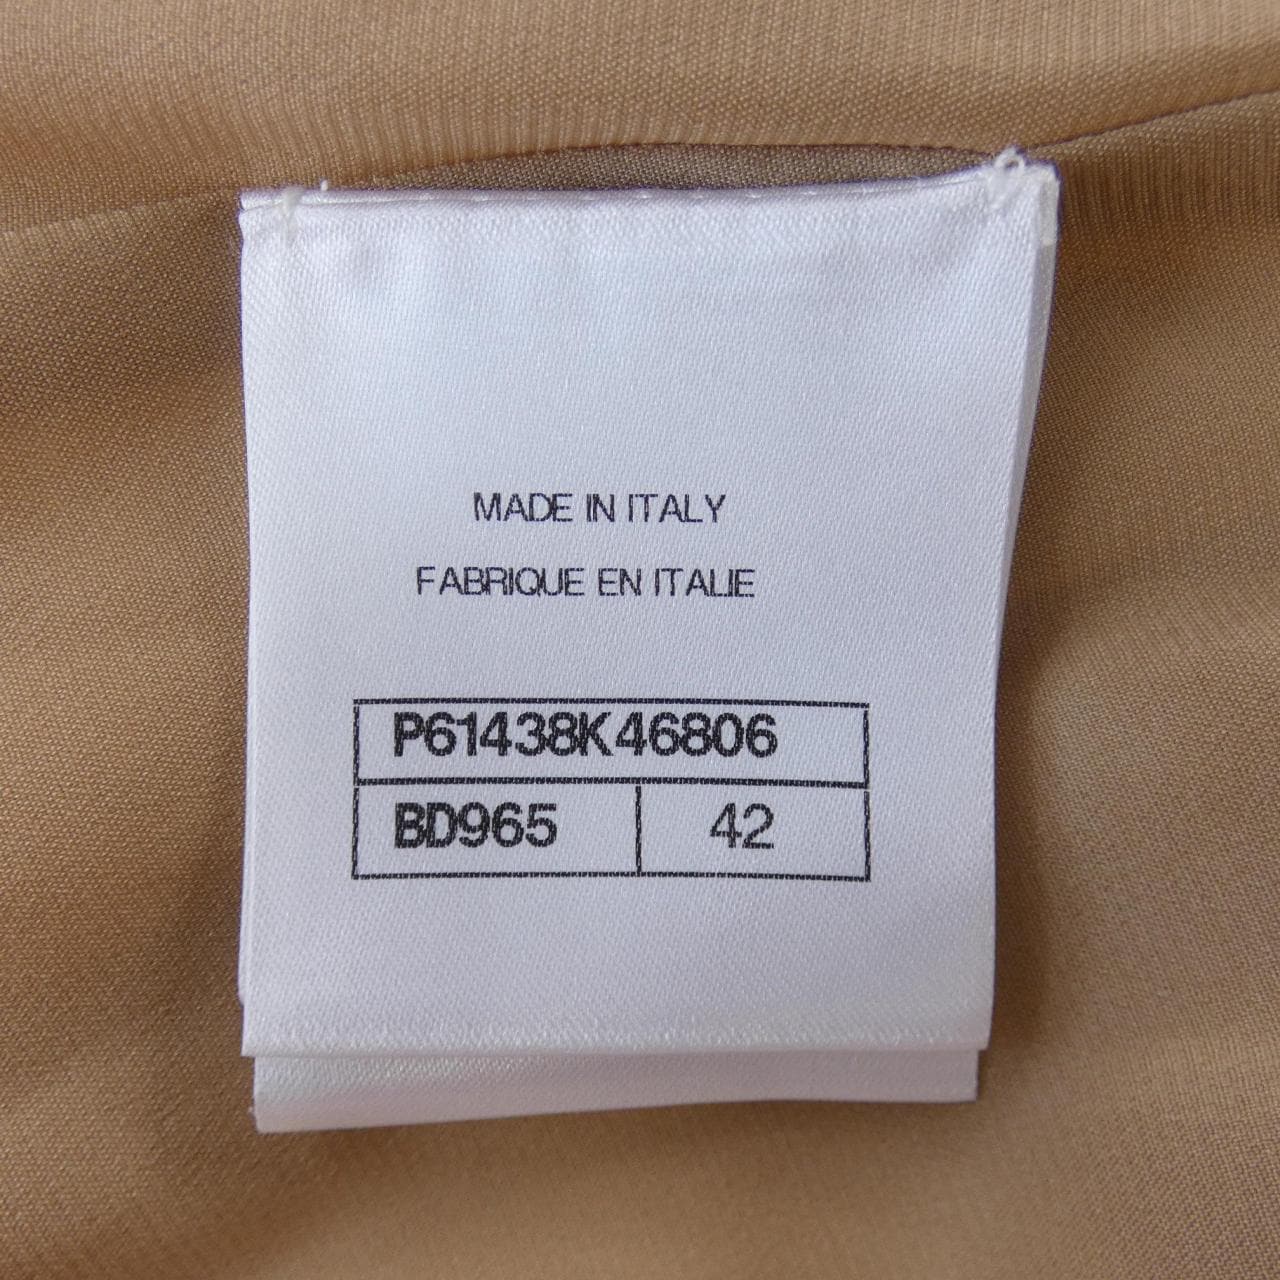 MADE IN ITALY
FABRIQUE EN ITALIE
P61438K46806
BD965 42